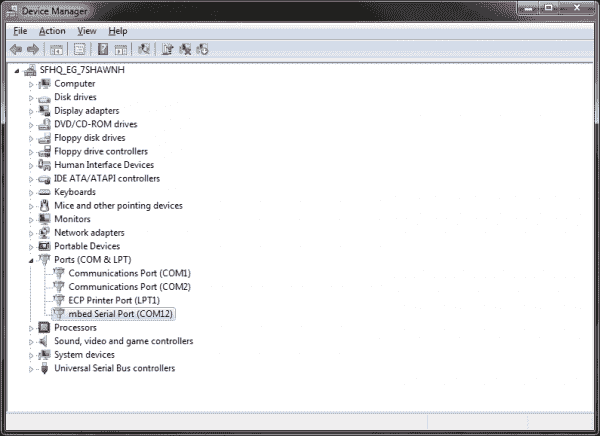 Device Manager
File Action View Help
SFHQ_EG_7SHAWNH
Computer
Disk drives
Display adapters
DVD/CD-ROM drives
Floppy disk drives
Floppy drive controllers
Human Interface Devices
IDE ATA/ATAPI controllers
Keyboards
Mice and other pointing devices
Monitors
Network adapters
Portable Devices
Ports (COM & LPT)
Communications Port (COM1)
Communications Port (COM2)
ECP Printer Port (LPT1)
mbed Serial Port (COM12)
Processors
Sound, video and game controllers
System devices
Universal Serial Bus controllers